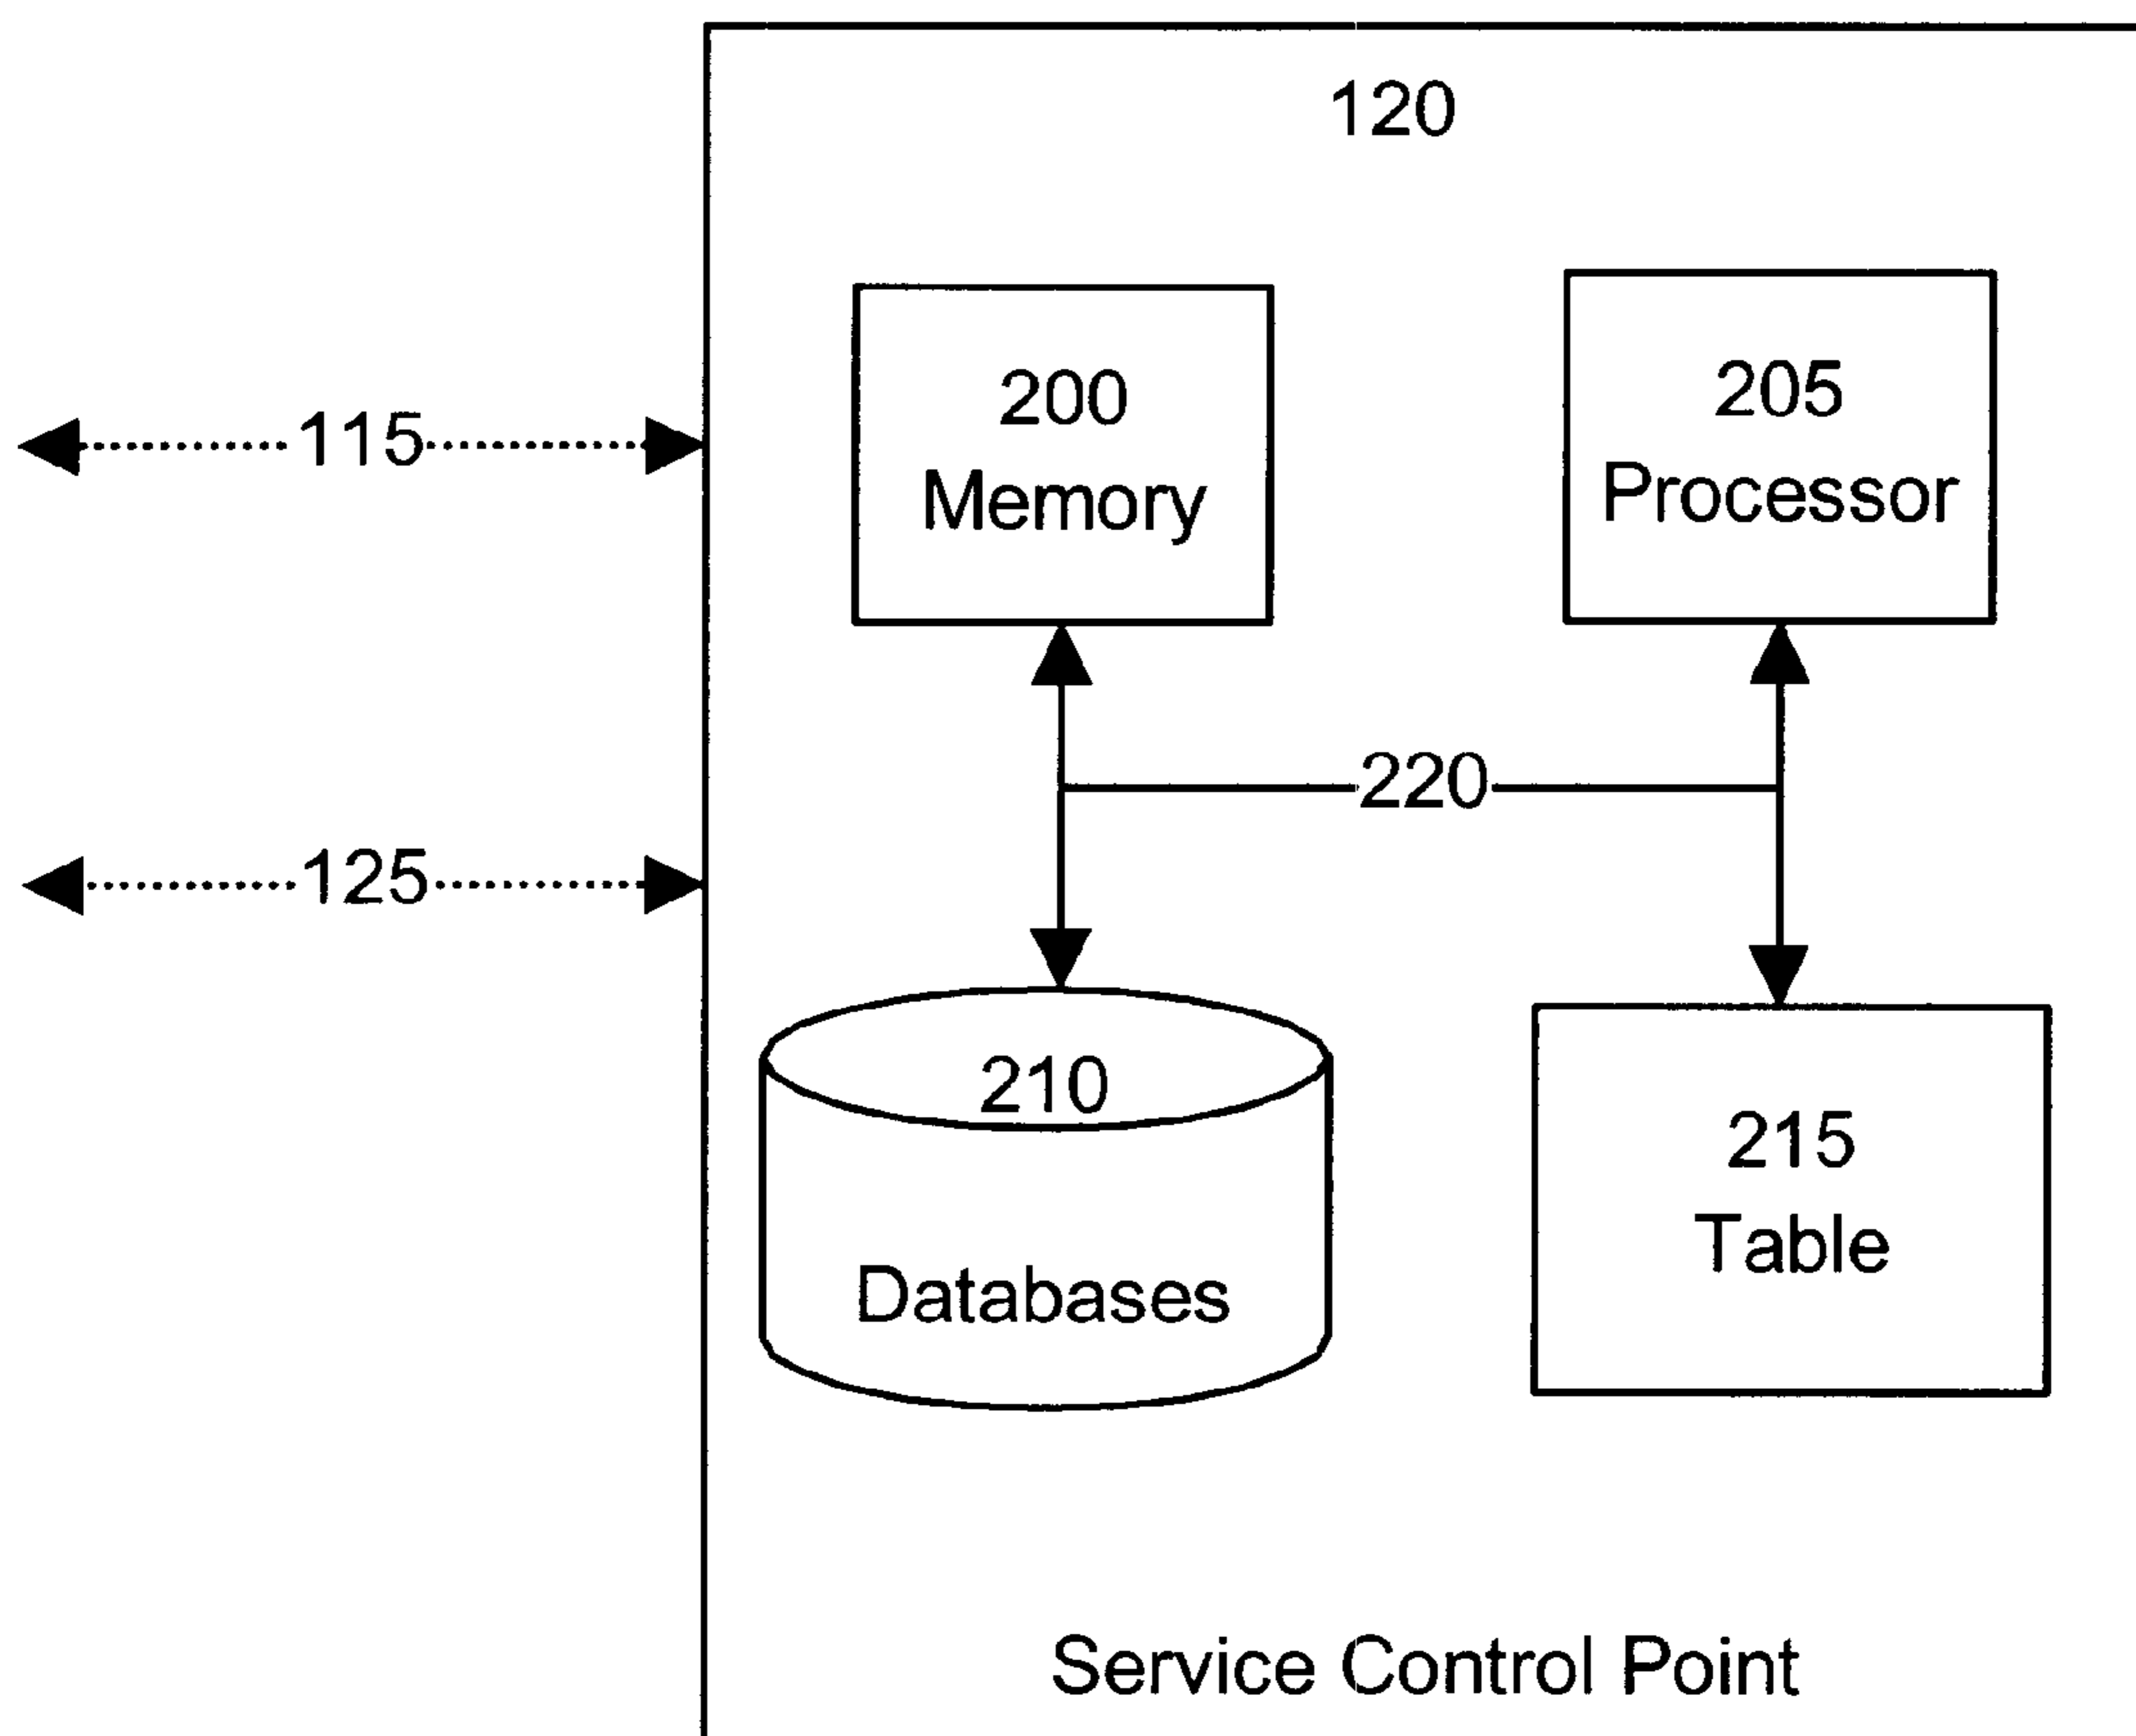 120
200
Memory
205
Processor
115
220
125
210
Databases
215
Table
Service Control Point